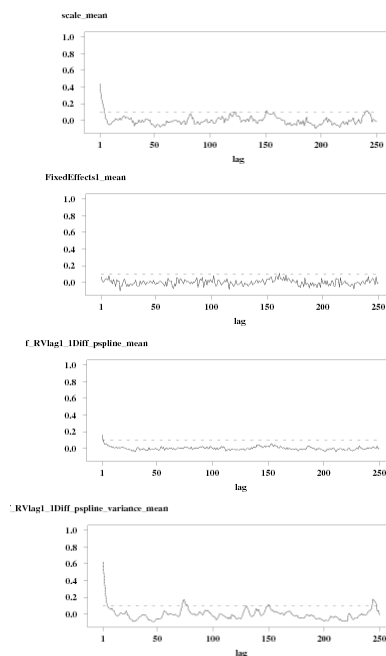 scale_mean
1.0
0.8
0.6
0.4
0.2
0.0
1 50 100 150 200 250
lag
FixedEffects1_mean
1.0
0.8
0.6
0.4
0.2
0.0
1 50 100 150 200 250
lag
f_RVlag1_1Diff_pspline_mean
1.0
0.8
0.6
0.4
0.2
0.0
1 50 100 150 200 250
lag
_RVlag1_1Diff_pspline_variance_mean
1.0
0.8
0.6
0.4
0.2
0.0
1 50 100 150 200 250
lag